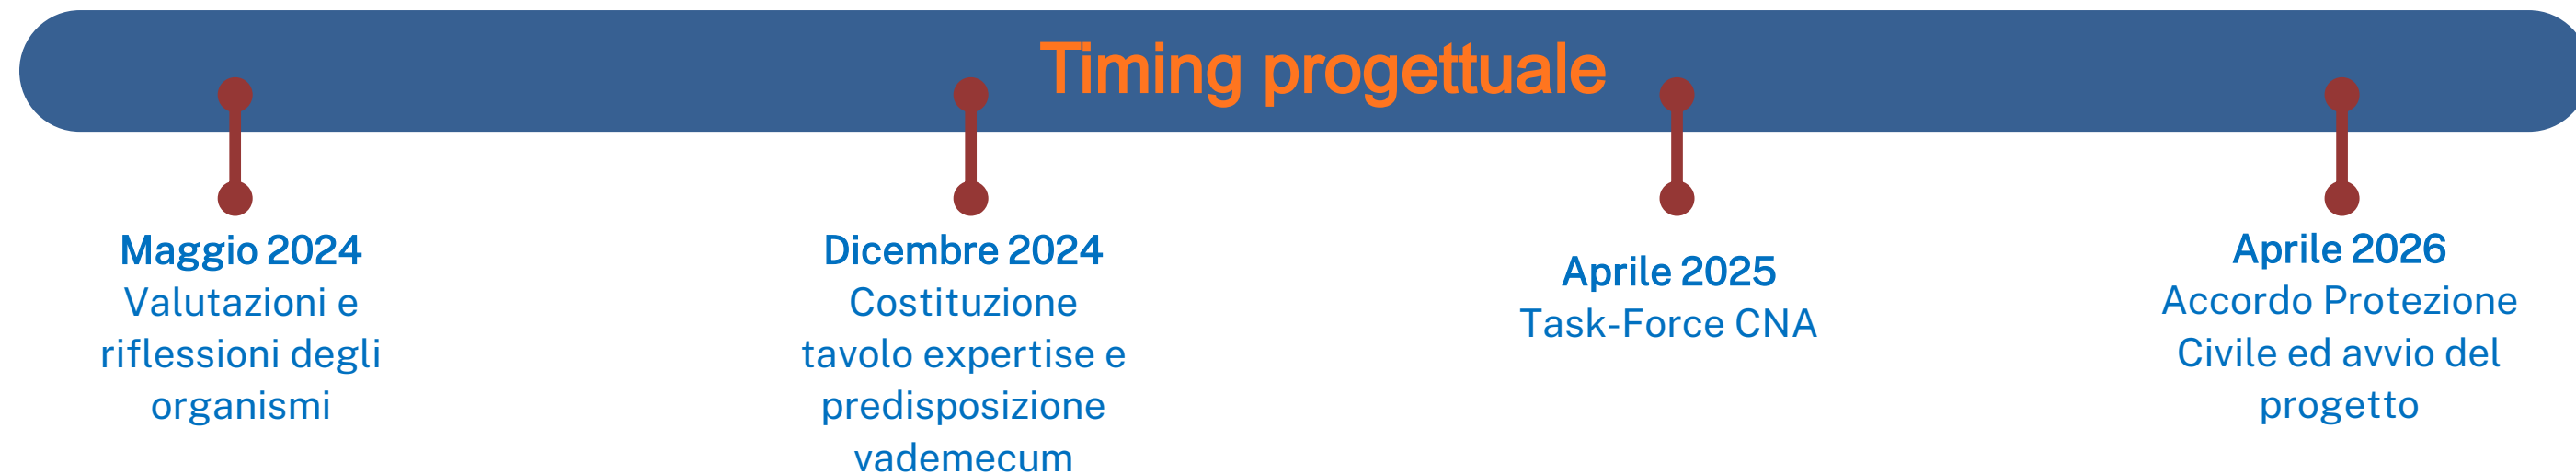 Timing progettuale
Maggio 2024
Valutazioni e
riflessioni degli
organismi
Dicembre 2024
Costituzione
tavolo expertise e
predisposizione
vademecum
Aprile 2025
Task-Force CNA
Aprile 2026
Accordo Protezione
Civile ed avvio del
progetto